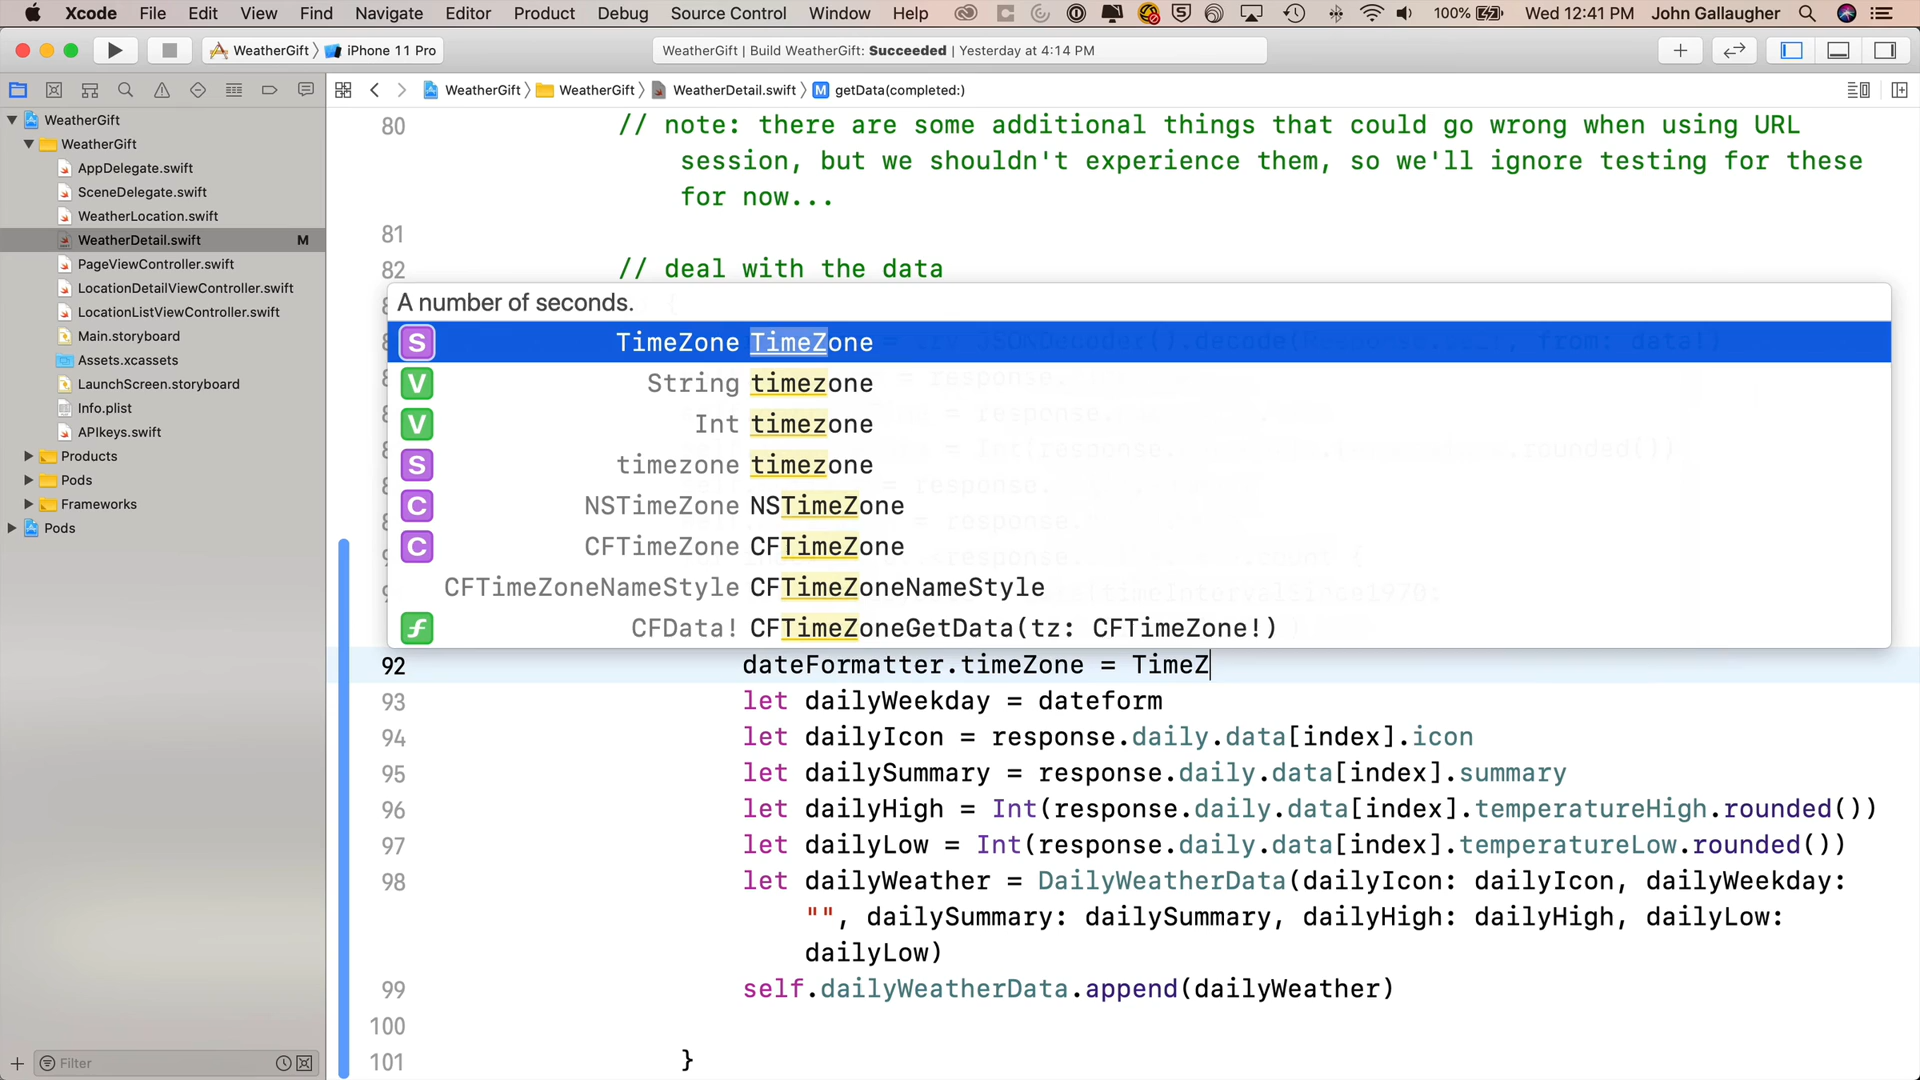 Xcode File Edit View Find Navigate Editor Product Debug Source Control Window Help 100% Wed 12:41 PM John Gallaugher
WeatherGift iPhone 11 Pro WeatherGift | Build WeatherGift: Succeeded | Yesterday at 4:14 PM
WeatherGift WeatherGift WeatherDetail.swift M getData(completed:)
WeatherGift
WeatherGift
AppDelegate.swift
SceneDelegate.swift
WeatherLocation.swift
WeatherDetail.swift M
PageViewController.swift
LocationDetailViewController.swift
LocationListViewController.swift
Main.storyboard
Assets.xcassets
LaunchScreen.storyboard
Info.plist
APIkeys.swift
Products
Pods
Frameworks
Pods
Filter
80 // note: there are some additional things that could go wrong when using URL
session, but we shouldn't experience them, so we'll ignore testing for these
for now...
81
82 // deal with the data
A number of seconds.
S TimeZone TimeZone
V String timezone
V Int timezone
S timezone timezone
C NSTimeZone NSTimeZone
C CFTimeZone CFTimeZone
CFTimeZoneNameStyle CFTimeZoneNameStyle
f CFData! CFTimeZoneGetData(tz: CFTimeZone!)
92 dateFormatter.timeZone = TimeZ
93 let dailyWeekday = dateform
94 let dailyIcon = response.daily.data[index].icon
95 let dailySummary = response.daily.data[index].summary
96 let dailyHigh = Int(response.daily.data[index].temperatureHigh.rounded())
97 let dailyLow = Int(response.daily.data[index].temperatureLow.rounded())
98 let dailyWeather = DailyWeatherData(dailyIcon: dailyIcon, dailyWeekday:
"", dailySummary: dailySummary, dailyHigh: dailyHigh, dailyLow:
dailyLow)
99 self.dailyWeatherData.append(dailyWeather)
100
101 }